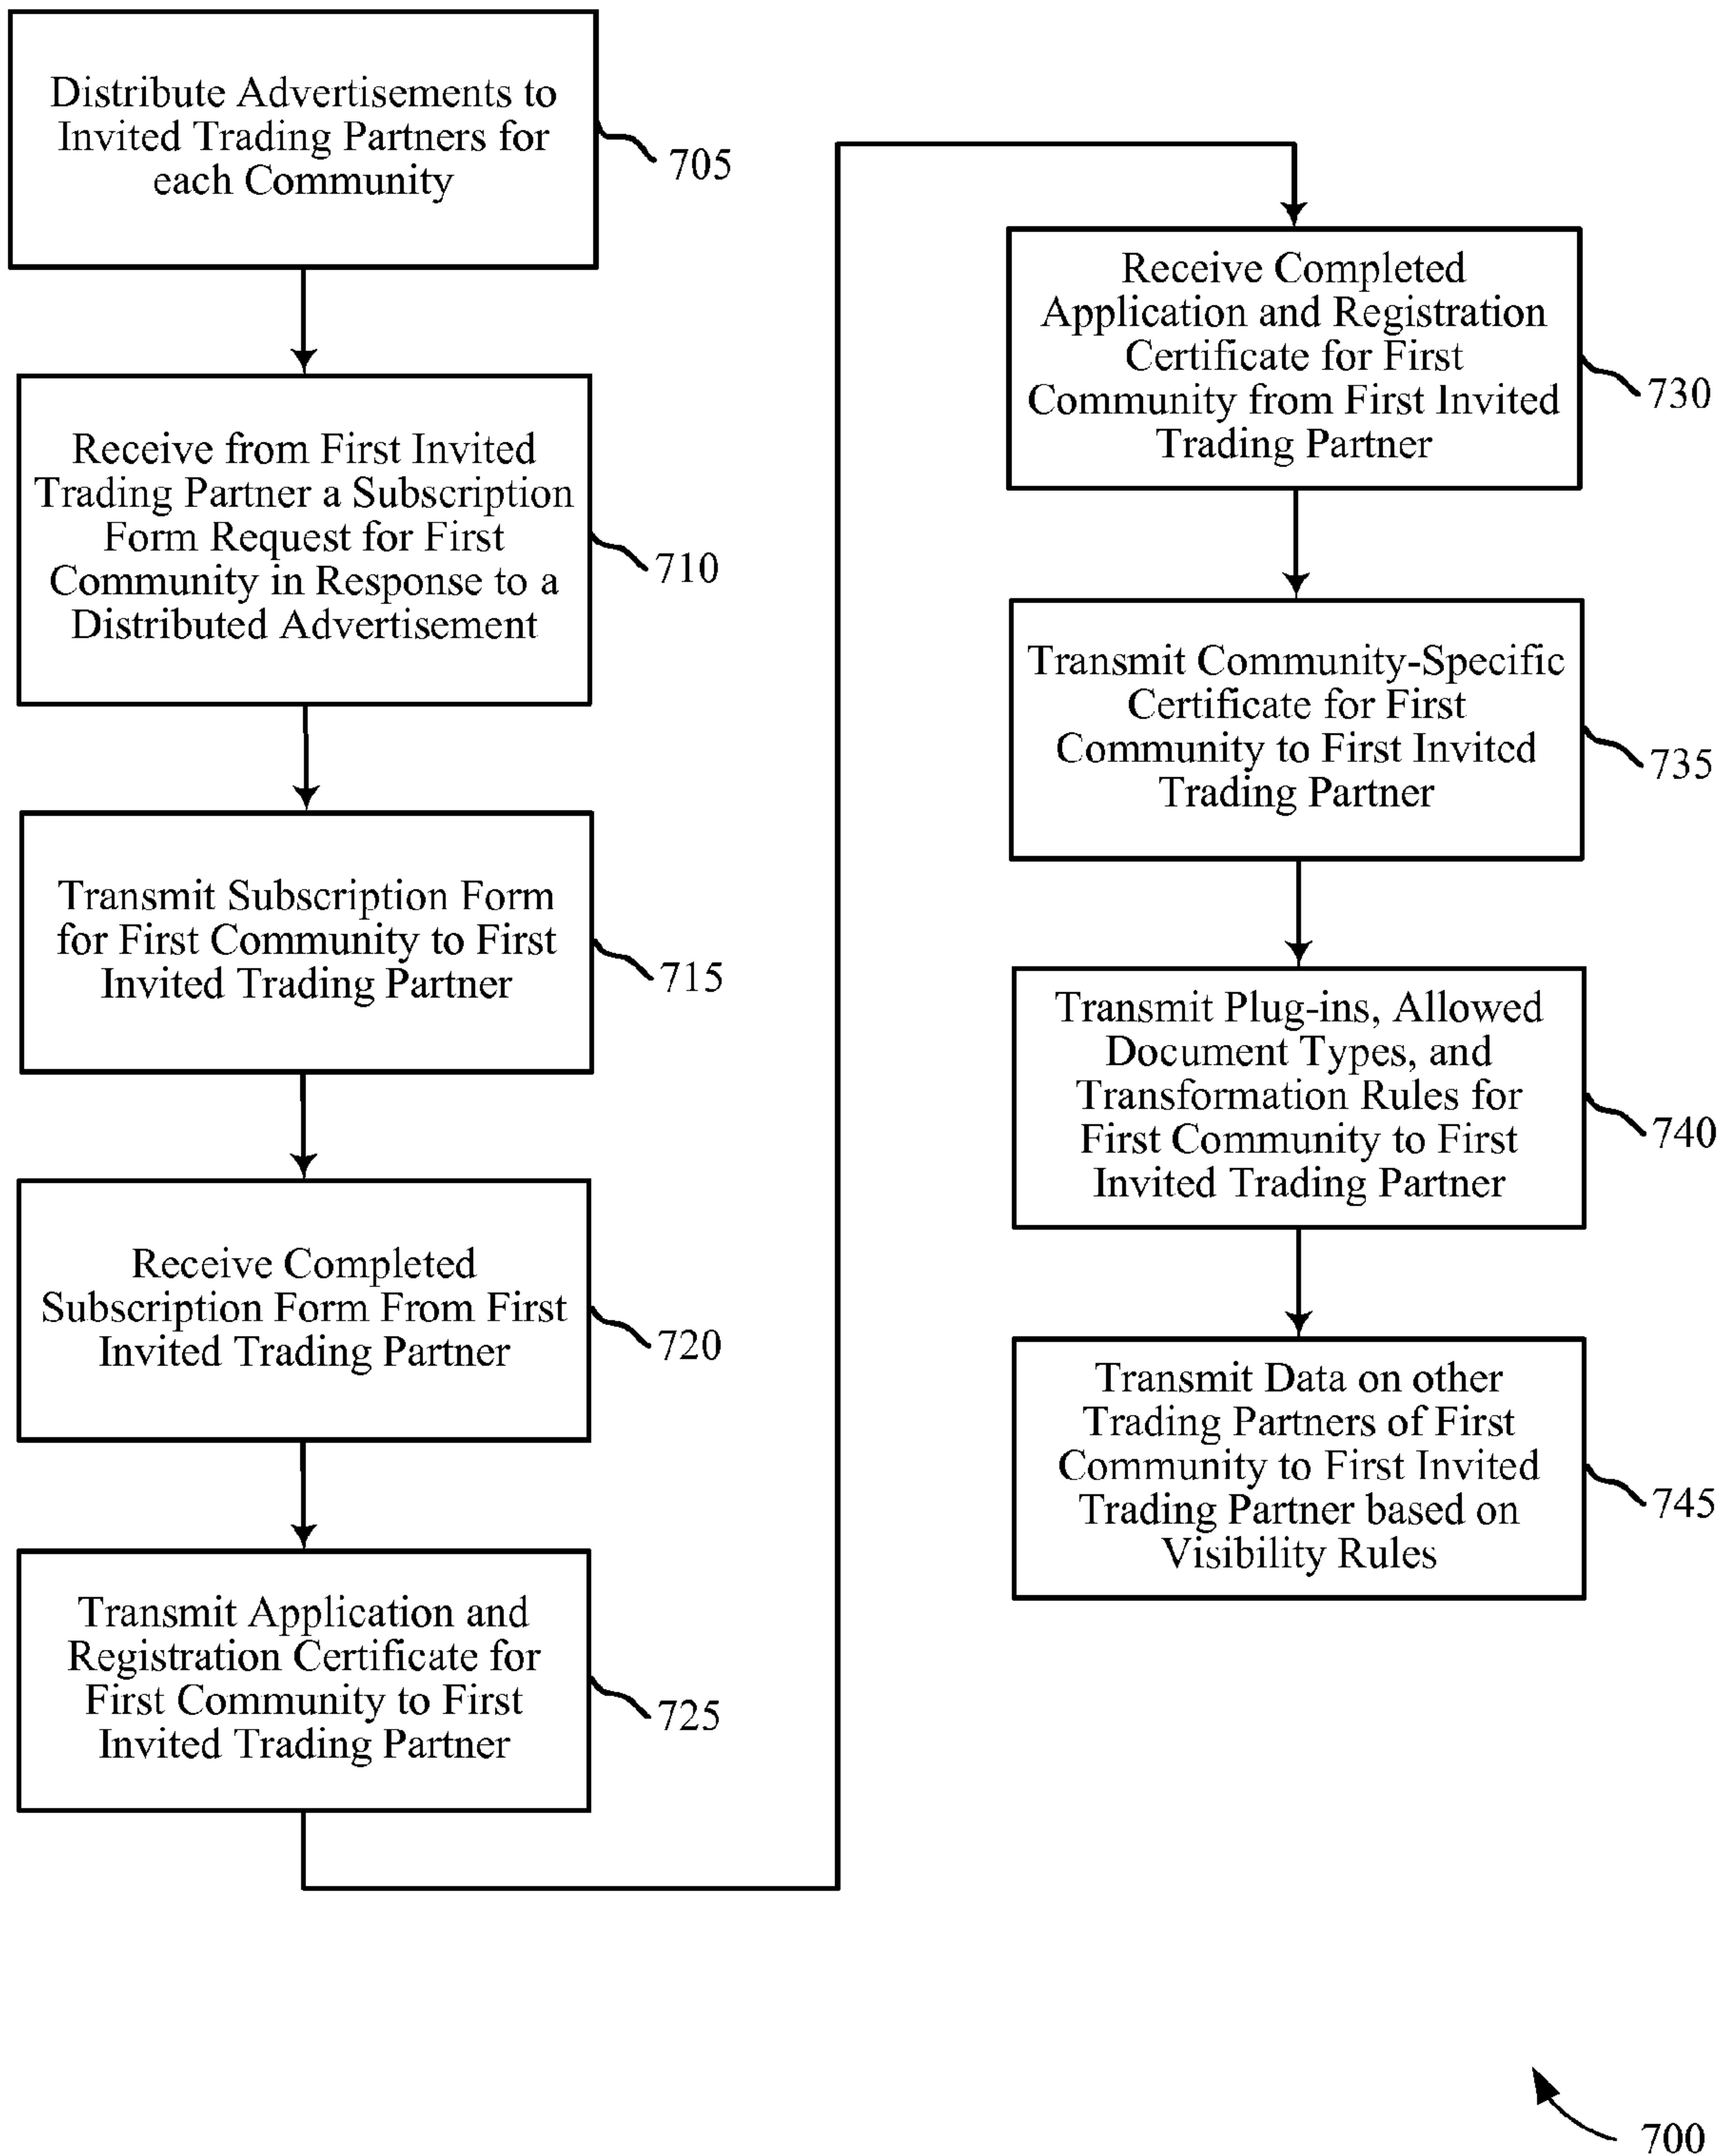 Distribute Advertisements to
Invited Trading Partners for
each Community
705
Receive from First Invited
Trading Partner a Subscription
Form Request for First
Community in Response to a
Distributed Advertisement
710
Transmit Subscription Form
for First Community to First
Invited Trading Partner
715
Receive Completed
Subscription Form From First
Invited Trading Partner
720
Transmit Application and
Registration Certificate for
First Community to First
Invited Trading Partner
725
Receive Completed
Application and Registration
Certificate for First
Community from First Invited
Trading Partner
730
Transmit Community-Specific
Certificate for First
Community to First Invited
Trading Partner
735
Transmit Plug-ins, Allowed
Document Types, and
Transformation Rules for
First Community to First
Invited Trading Partner
740
Transmit Data on other
Trading Partners of First
Community to First Invited
Trading Partner based on
Visibility Rules
745
700